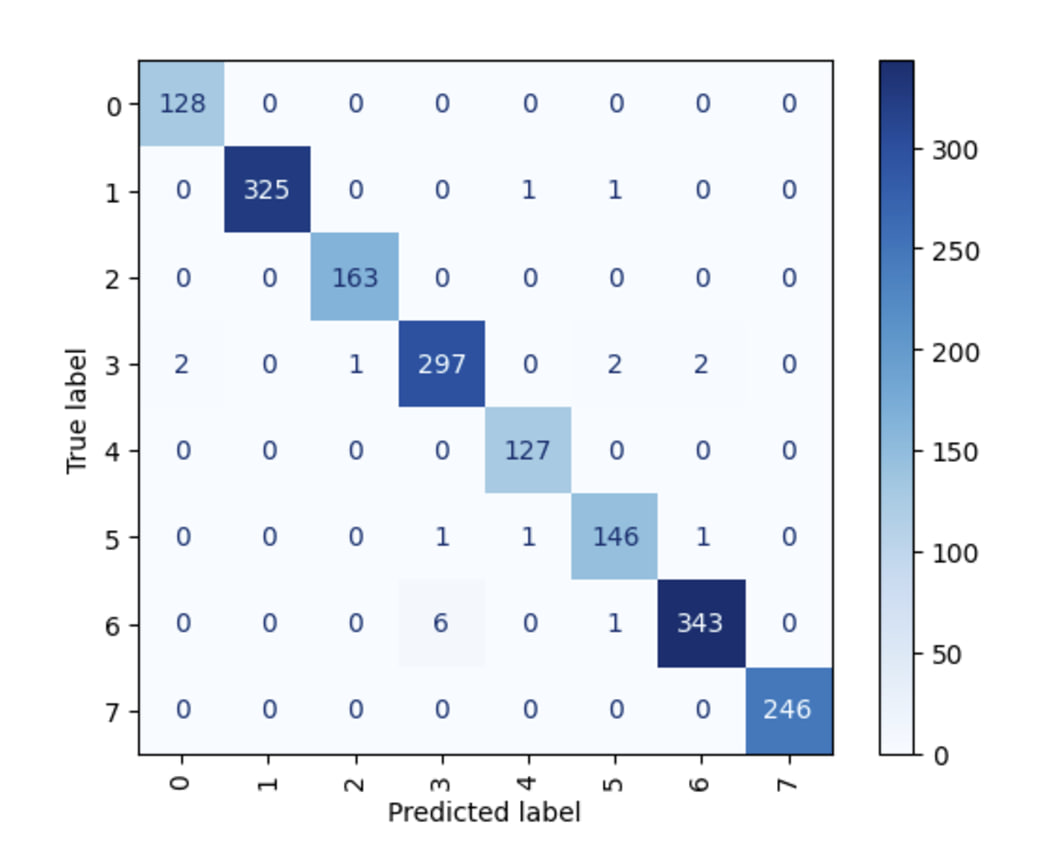 0 128 0 0 0 0 0 0 0
1 0 325 0 0 1 1 0 0
2 0 0 163 0 0 0 0 0
3 2 0 1 297 0 2 2 0
4 0 0 0 0 127 0 0 0
5 0 0 0 1 1 146 1 0
6 0 0 0 6 0 1 343 0
7 0 0 0 0 0 0 0 246
True label
0 1 2 3 4 5 6 7
Predicted label
300
250
200
150
100
50
0